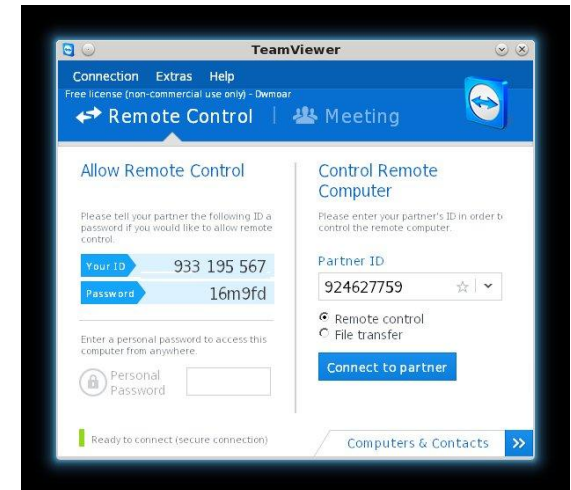 TeamViewer
Connection Extras Help
Free license (non-commercial use only) - Dwmoar
Remote Control
Meeting
Allow Remote Control
Please tell your partner the following ID a
password if you would like to allow remote
control.
Your ID 933 195 567
Password 16m9fd
Enter a personal password to access this
computer from anywhere.
Personal
Password
Ready to connect (secure connection)
Control Remote
Computer
Please enter your partner's ID in order t
control the remote computer.
Partner ID
924627759
Remote control
File transfer
Connect to partner
Computers & Contacts